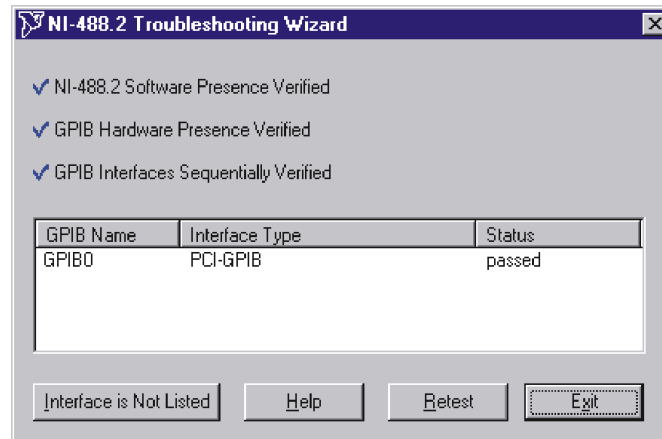 NI-488.2 Troubleshooting Wizard
NI-488.2 Software Presence Verified
GPIB Hardware Presence Verified
GPIB Interfaces Sequentially Verified
GPIB Name Interface Type Status
GPIB0 PCI-GPIB passed
Interface is Not Listed Help Retest Exit